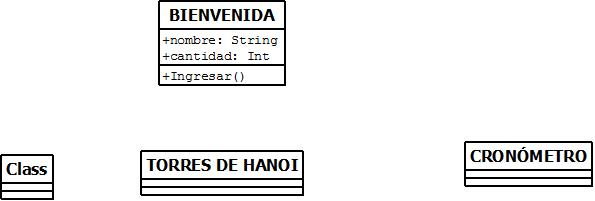 BIENVENIDA
+nombre: String
+cantidad: Int
+Ingresar()
Class
TORRES DE HANOI
CRONÓMETRO